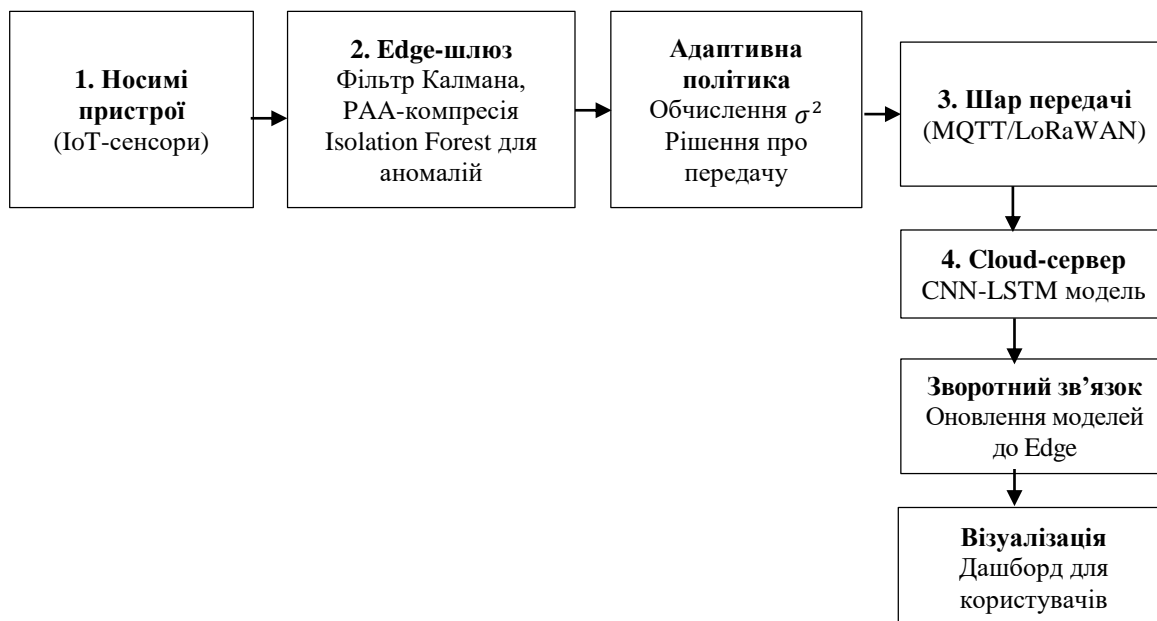 1. Носимі
пристрої
(IoT-сенсори)
2. Edge-шлюз
Фільтр Калмана,
PAA-компресія
Isolation Forest для
аномалій
Адаптивна
політика
Обчислення σ²
Рішення про
передачу
3. Шар передачі
(MQTT/LoRaWAN)
4. Cloud-сервер
CNN-LSTM модель
Зворотний зв’язок
Оновлення моделей
до Edge
Візуалізація
Дашборд для
користувачів